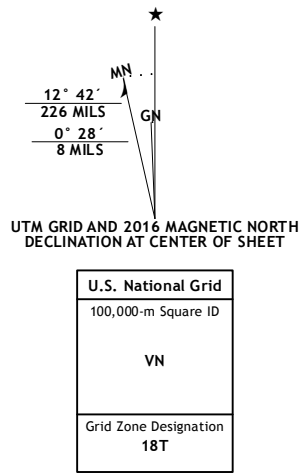 ★
MN
GN
12° 42´
226 MILS
0° 28´
8 MILS
UTM GRID AND 2016 MAGNETIC NORTH
DECLINATION AT CENTER OF SHEET
U.S. National Grid
100,000-m Square ID
VN
Grid Zone Designation
18T